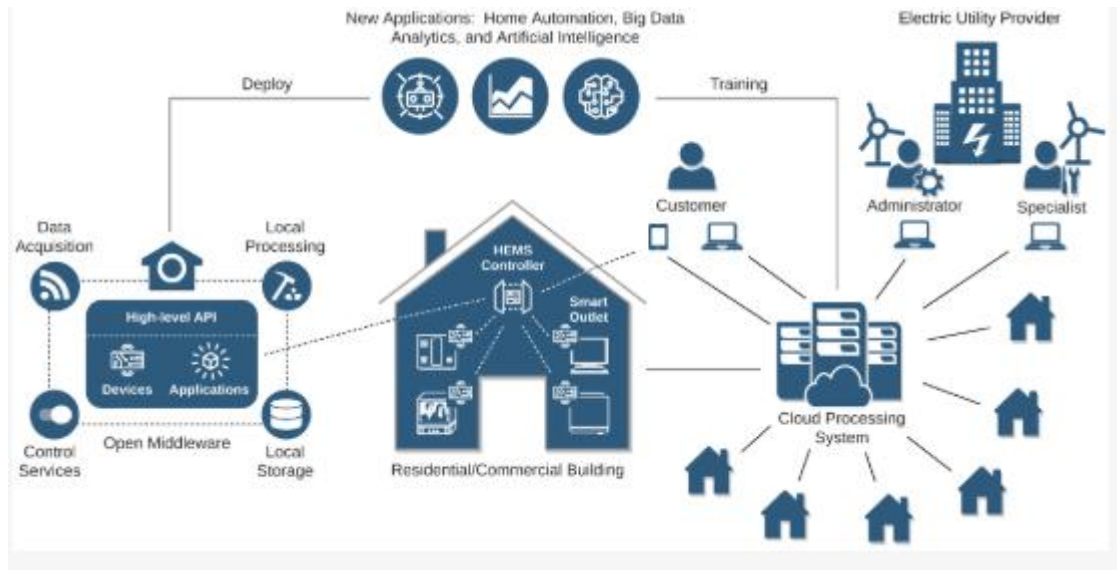 New Applications: Home Automation, Big Data
Analytics, and Artificial Intelligence
Electric Utility Provider
Deploy
Training
Customer
Administrator
Specialist
Data
Acquisition
Local
Processing
High-level API
Devices
Applications
Control
Services
Open Middleware
Local
Storage
HEMS
Controller
Smart
Outlet
Residential/Commercial Building
Cloud Processing
System